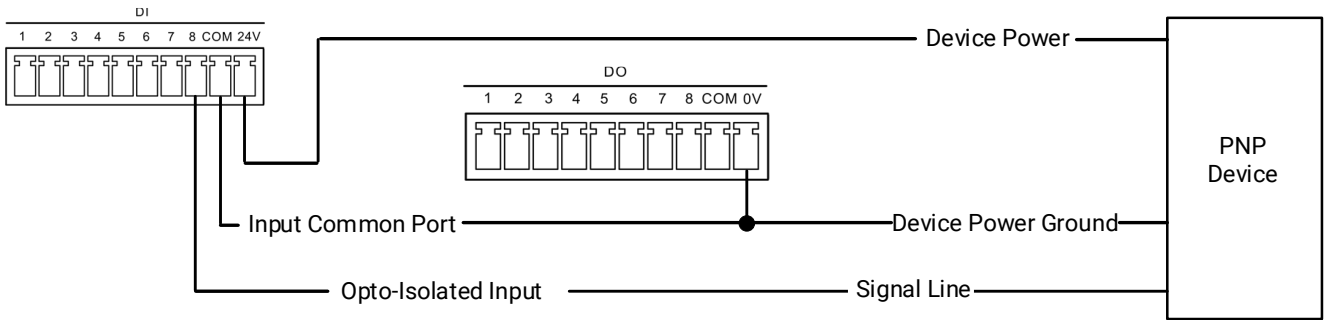 DI
1 2 3 4 5 6 7 8 COM 24V
Device Power
DO
1 2 3 4 5 6 7 8 COM 0V
PNP
Device
Input Common Port
Device Power Ground
Opto-Isolated Input
Signal Line